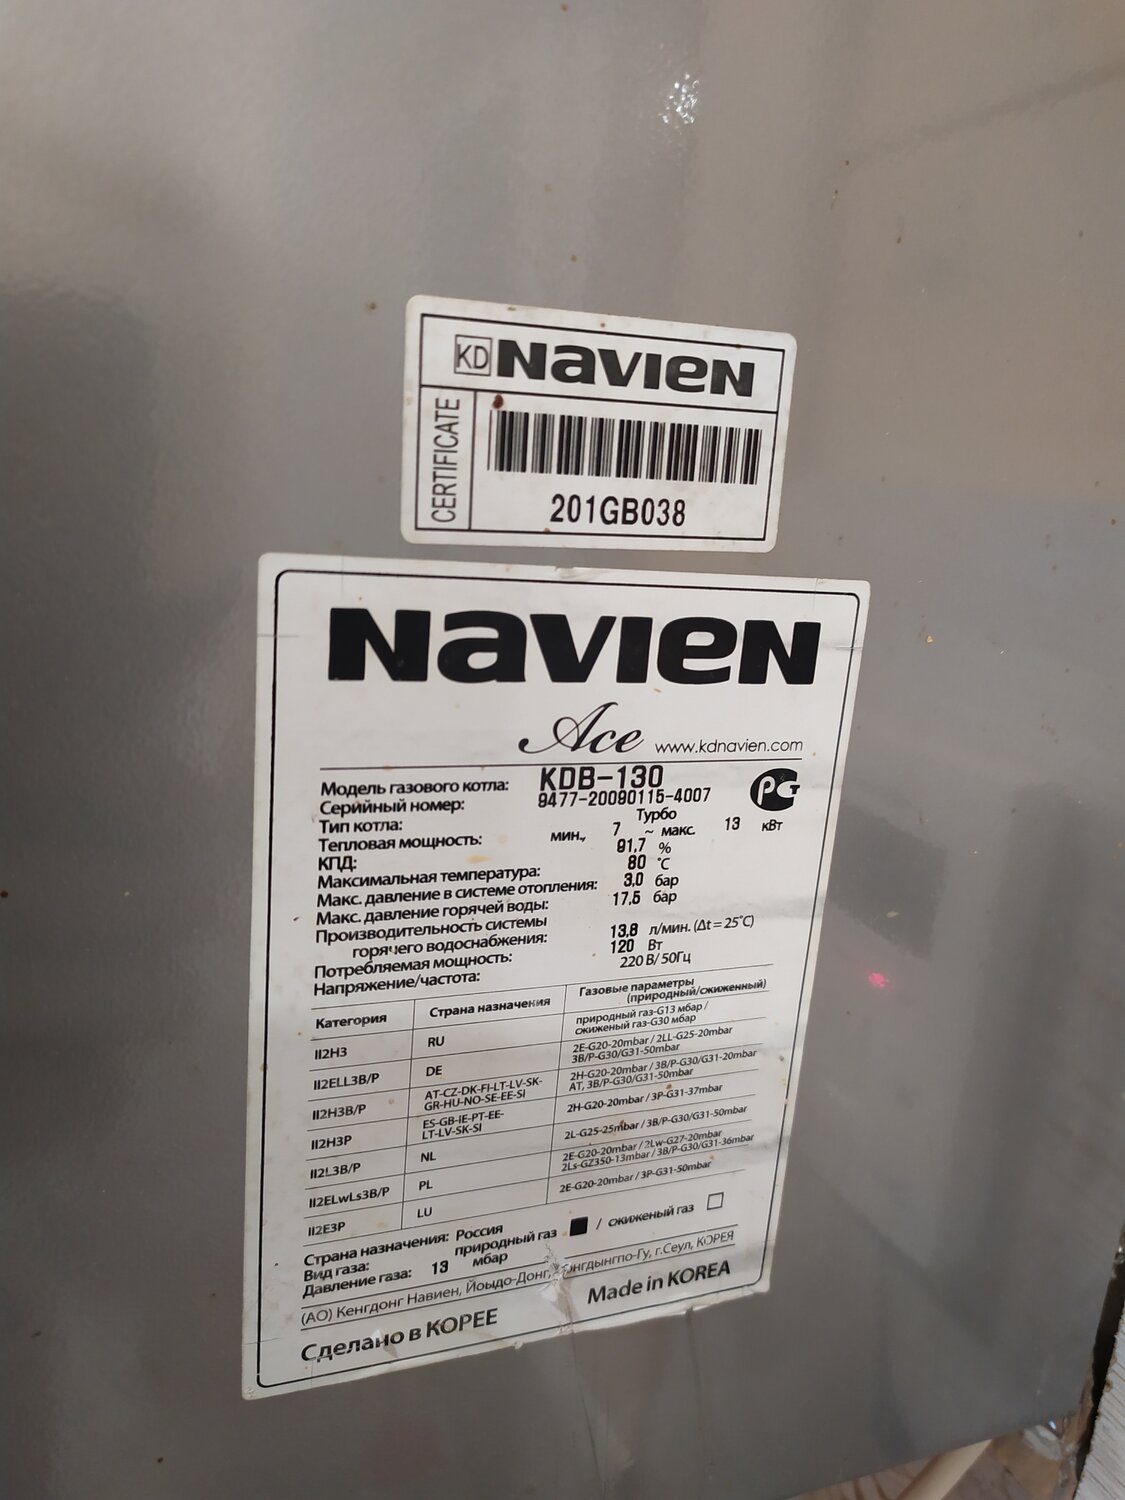 KD NAVIEN
CERTIFICATE
201GB038
NAVIEN
Ace www.kdnavien.com
Модель газового котла: KDB-130
Серийный номер: 9477-20090115-4007
Тип котла: Турбо
Тепловая мощность: мин., 7 ~ макс. 13 кВт
КПД: 91,7 %
Максимальная температура: 80 °C
Макс. давление в системе отопления: 3,0 бар
Макс. давление горячей воды: 17,5 бар
Производительность системы
горячего водоснабжения: 13,8 л/мин. (Δt = 25°C)
Потребляемая мощность: 120 Вт
Напряжение/частота: 220 В/ 50Гц
Категория Страна назначения Газовые параметры
(природный/сжиженный)
II2H3 RU природный газ-G13 мбар /
сжиженый газ-G30 мбар
II2ELL3B/P DE 2E-G20-20mbar / 2LL-G25-20mbar
3B/P-G30/G31-50mbar
II2H3B/P AT-CZ-DK-FI-LT-LV-SK-
GR-HU-NO-SE-EE-SI 2H-G20-20mbar / 3B/P-G30/G31-20mbar
AT, 3B/P-G30/G31-50mbar
II2H3P ES-GB-IE-PT-EE-
LT-LV-SK-SI 2H-G20-20mbar / 3P-G31-37mbar
II2L3B/P NL 2L-G25-25mbar / 3B/P-G30/G31-50mbar
II2ELwLs3B/P PL 2E-G20-20mbar / 2Lw-G27-20mbar
2Ls-GZ350-13mbar / 3B/P-G30/G31-36mbar
II2E3P LU 2E-G20-20mbar / 3P-G31-50mbar
Страна назначения: Россия
Вид газа: природный газ ■ / сжиженый газ □
Давление газа: 13 мбар
(АО) Кенгдонг Навиен, Йоыдо-Донг, г.Сеул, КОРЕЯ
Сделано в КОРЕЕ Made in KOREA